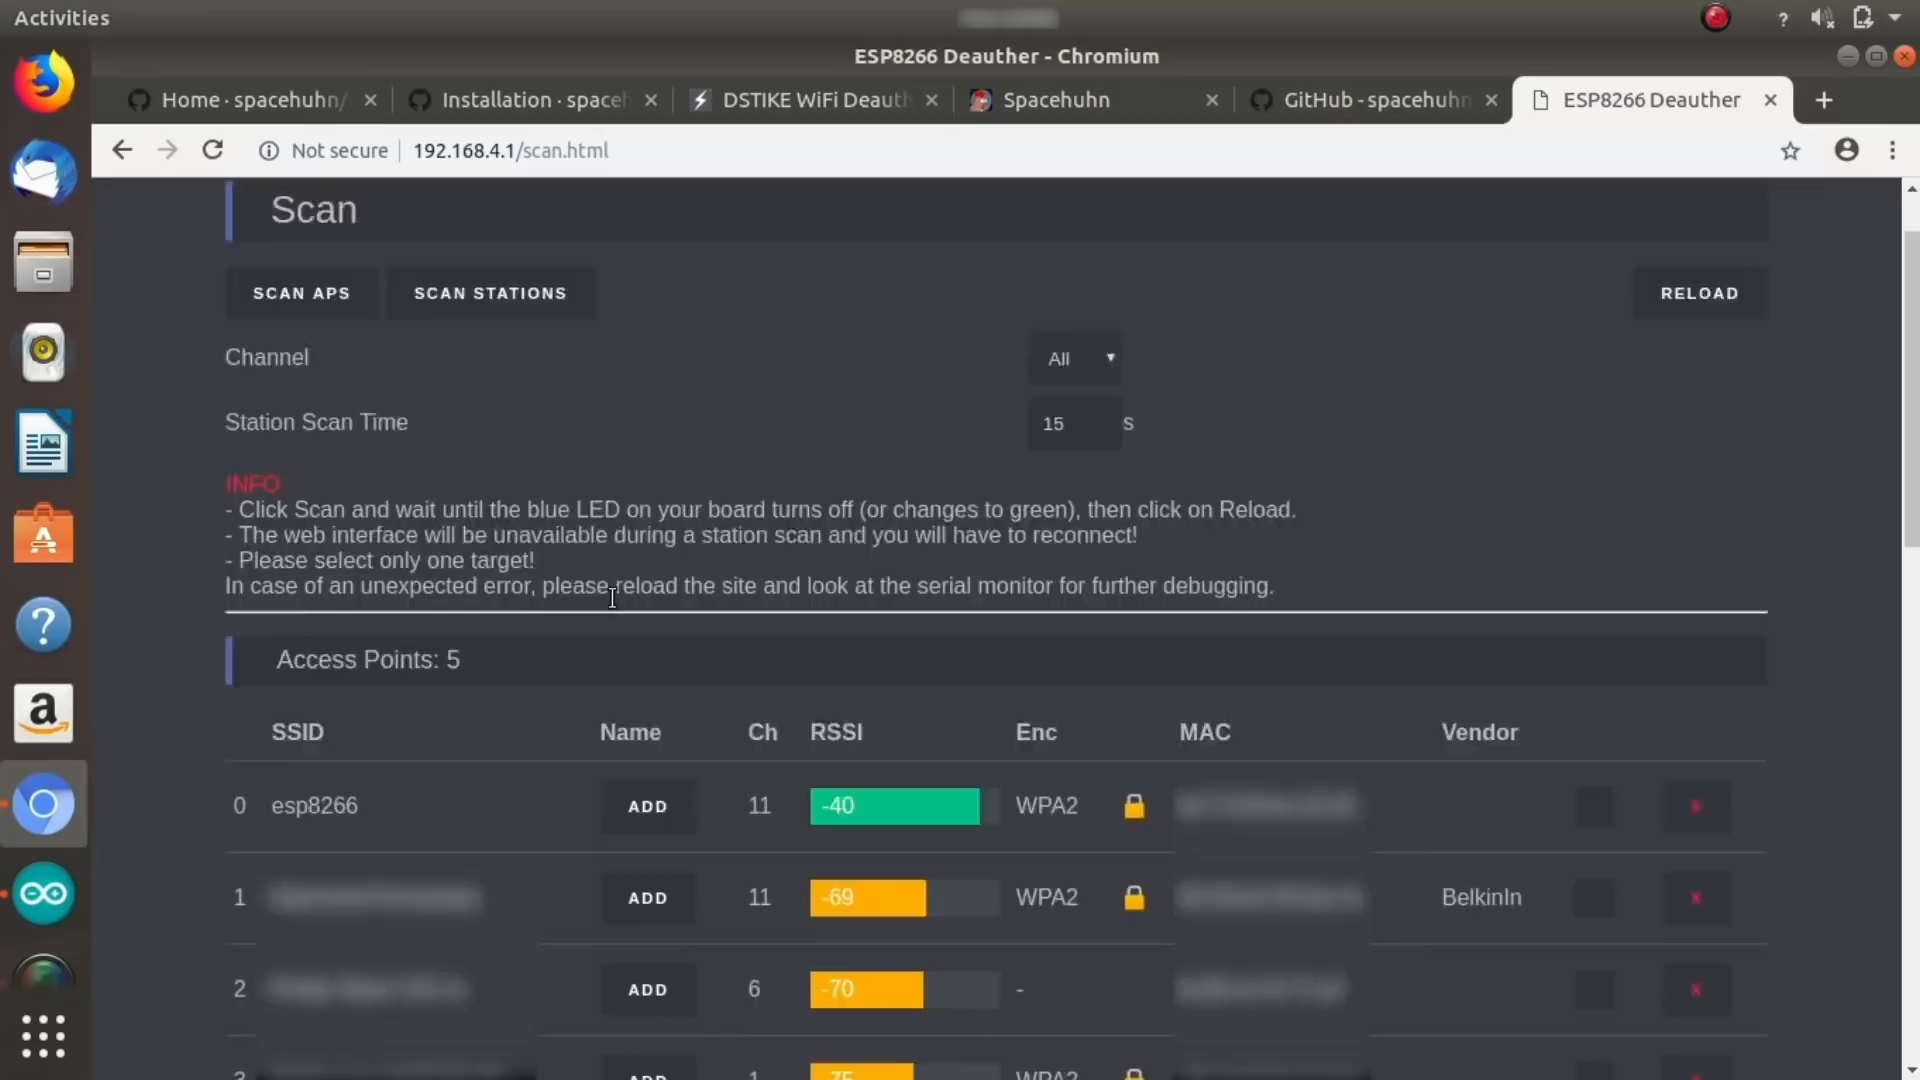 Activities
?
ESP8266 Deauther - Chromium
Home · spacehuhn/
Installation · spaceh
DSTIKE WiFi Deauth
Spacehuhn
GitHub - spacehuhn
ESP8266 Deauther
Not secure
192.168.4.1/scan.html
Scan
SCAN APS
SCAN STATIONS
RELOAD
Channel
All
Station Scan Time
15
s
INFO
- Click Scan and wait until the blue LED on your board turns off (or changes to green), then click on Reload.
- The web interface will be unavailable during a station scan and you will have to reconnect!
- Please select only one target!
In case of an unexpected error, please reload the site and look at the serial monitor for further debugging.
Access Points: 5
SSID Name Ch RSSI Enc MAC Vendor
0 esp8266 ADD 11 -40 WPA2 x
1 ADD 11 -69 WPA2 BelkinIn x
2 ADD 6 -70 - x
3 ADD 1 -75 WPA2